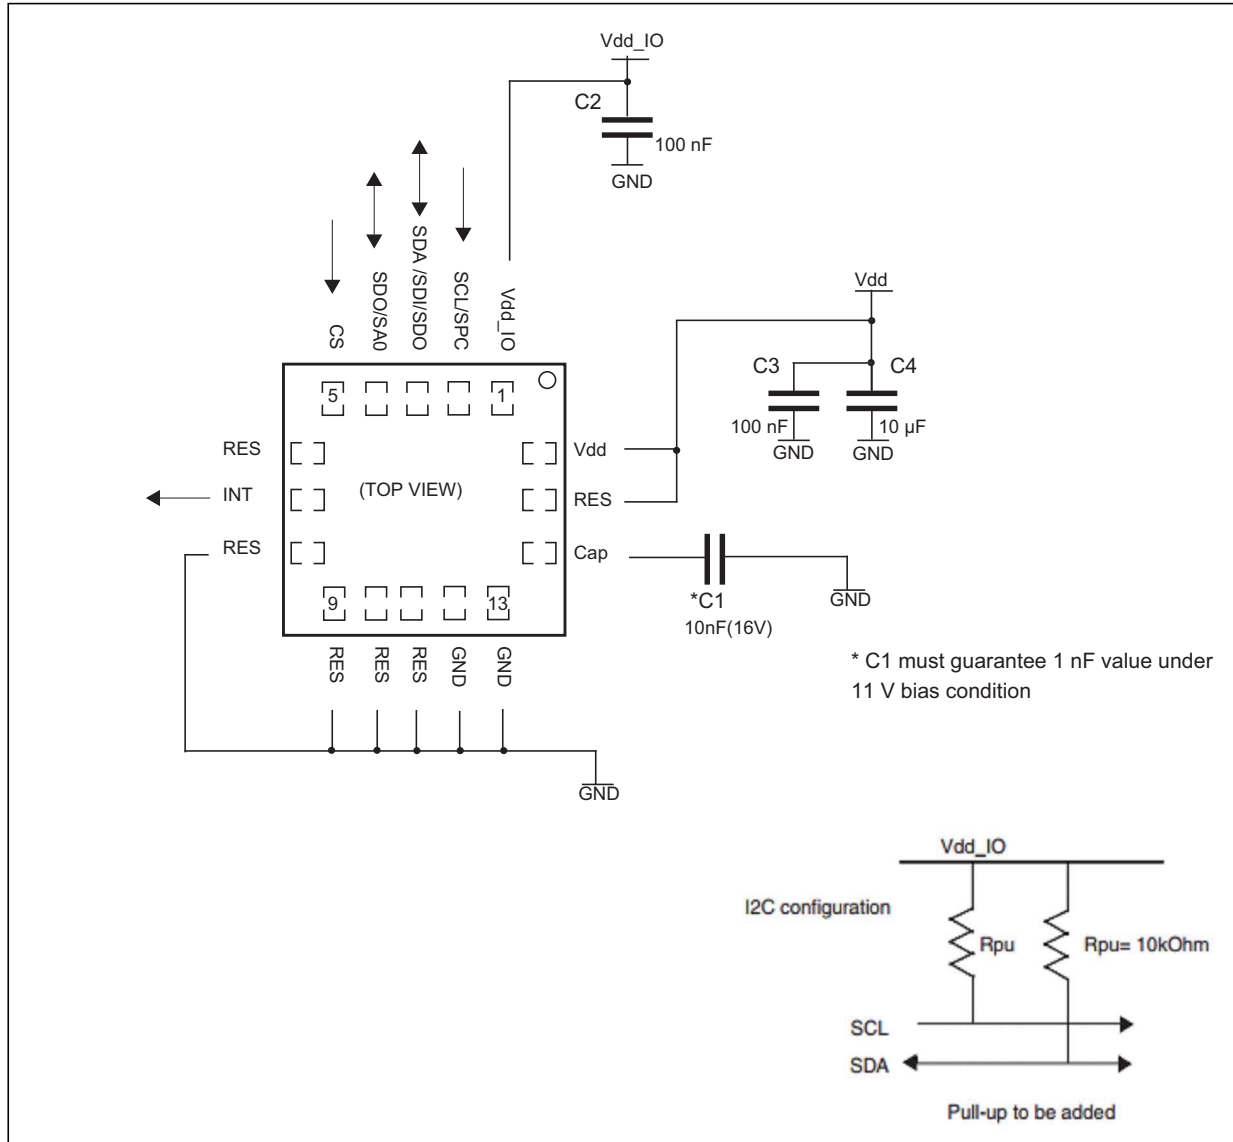 Vdd_IO
C2
100 nF
GND
CS
SDO/SA0
SDA /SDI/SDO
SCL/SPC
Vdd_IO
Vdd
C3
C4
100 nF
10 µF
GND
GND
5
1
RES
Vdd
INT
(TOP VIEW)
RES
RES
Cap
*C1
10nF(16V)
GND
9
13
* C1 must guarantee 1 nF value under
11 V bias condition
RES
RES
RES
GND
GND
GND
Vdd_IO
I2C configuration
Rpu
Rpu= 10kOhm
SCL
SDA
Pull-up to be added